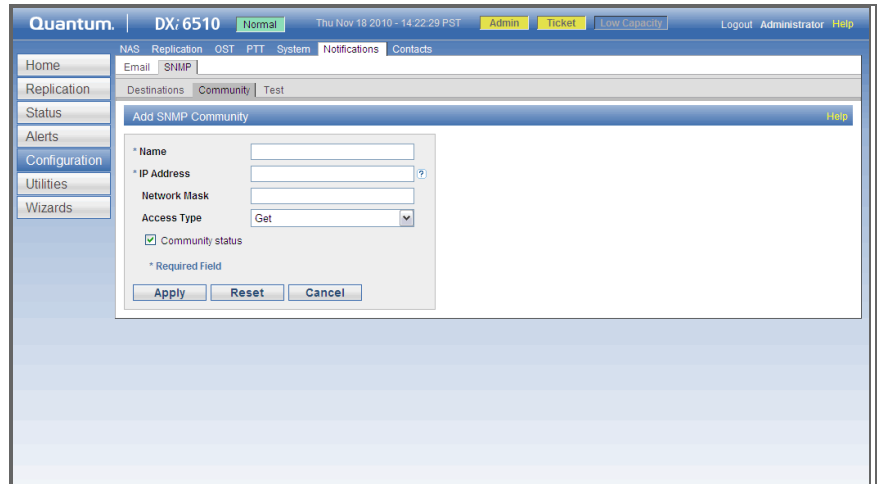 Quantum. DXi 6510 Normal Thu Nov 18 2010 - 14:22:29 PST Admin Ticket Low Capacity Logout Administrator Help
NAS Replication OST PTT System Notifications Contacts
Home
Replication
Status
Alerts
Configuration
Utilities
Wizards
Email SNMP
Destinations Community Test
Add SNMP Community Help
* Name
* IP Address ?
Network Mask
Access Type Get
Community status
* Required Field
Apply Reset Cancel